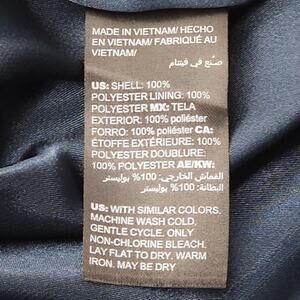 MADE IN VIETNAM/ HECHO
EN VIETNAM/ FABRIQUÉ AU
VIETNAM/
صنع في فيتنام
US: SHELL: 100%
POLYESTER LINING: 100%
POLYESTER MX: TELA
EXTERIOR: 100% poliéster
FORRO: 100% poliéster CA:
ÉTOFFE EXTÉRIEURE: 100%
POLYESTER DOUBLURE:
100% POLYESTER AE/KW:
القماش الخارجي: 100% بوليستر
البطانة: 100% بوليستر
US: WITH SIMILAR COLORS.
MACHINE WASH COLD,
GENTLE CYCLE. ONLY
NON-CHLORINE BLEACH.
LAY FLAT TO DRY. WARM
IRON. MAY BE DRY